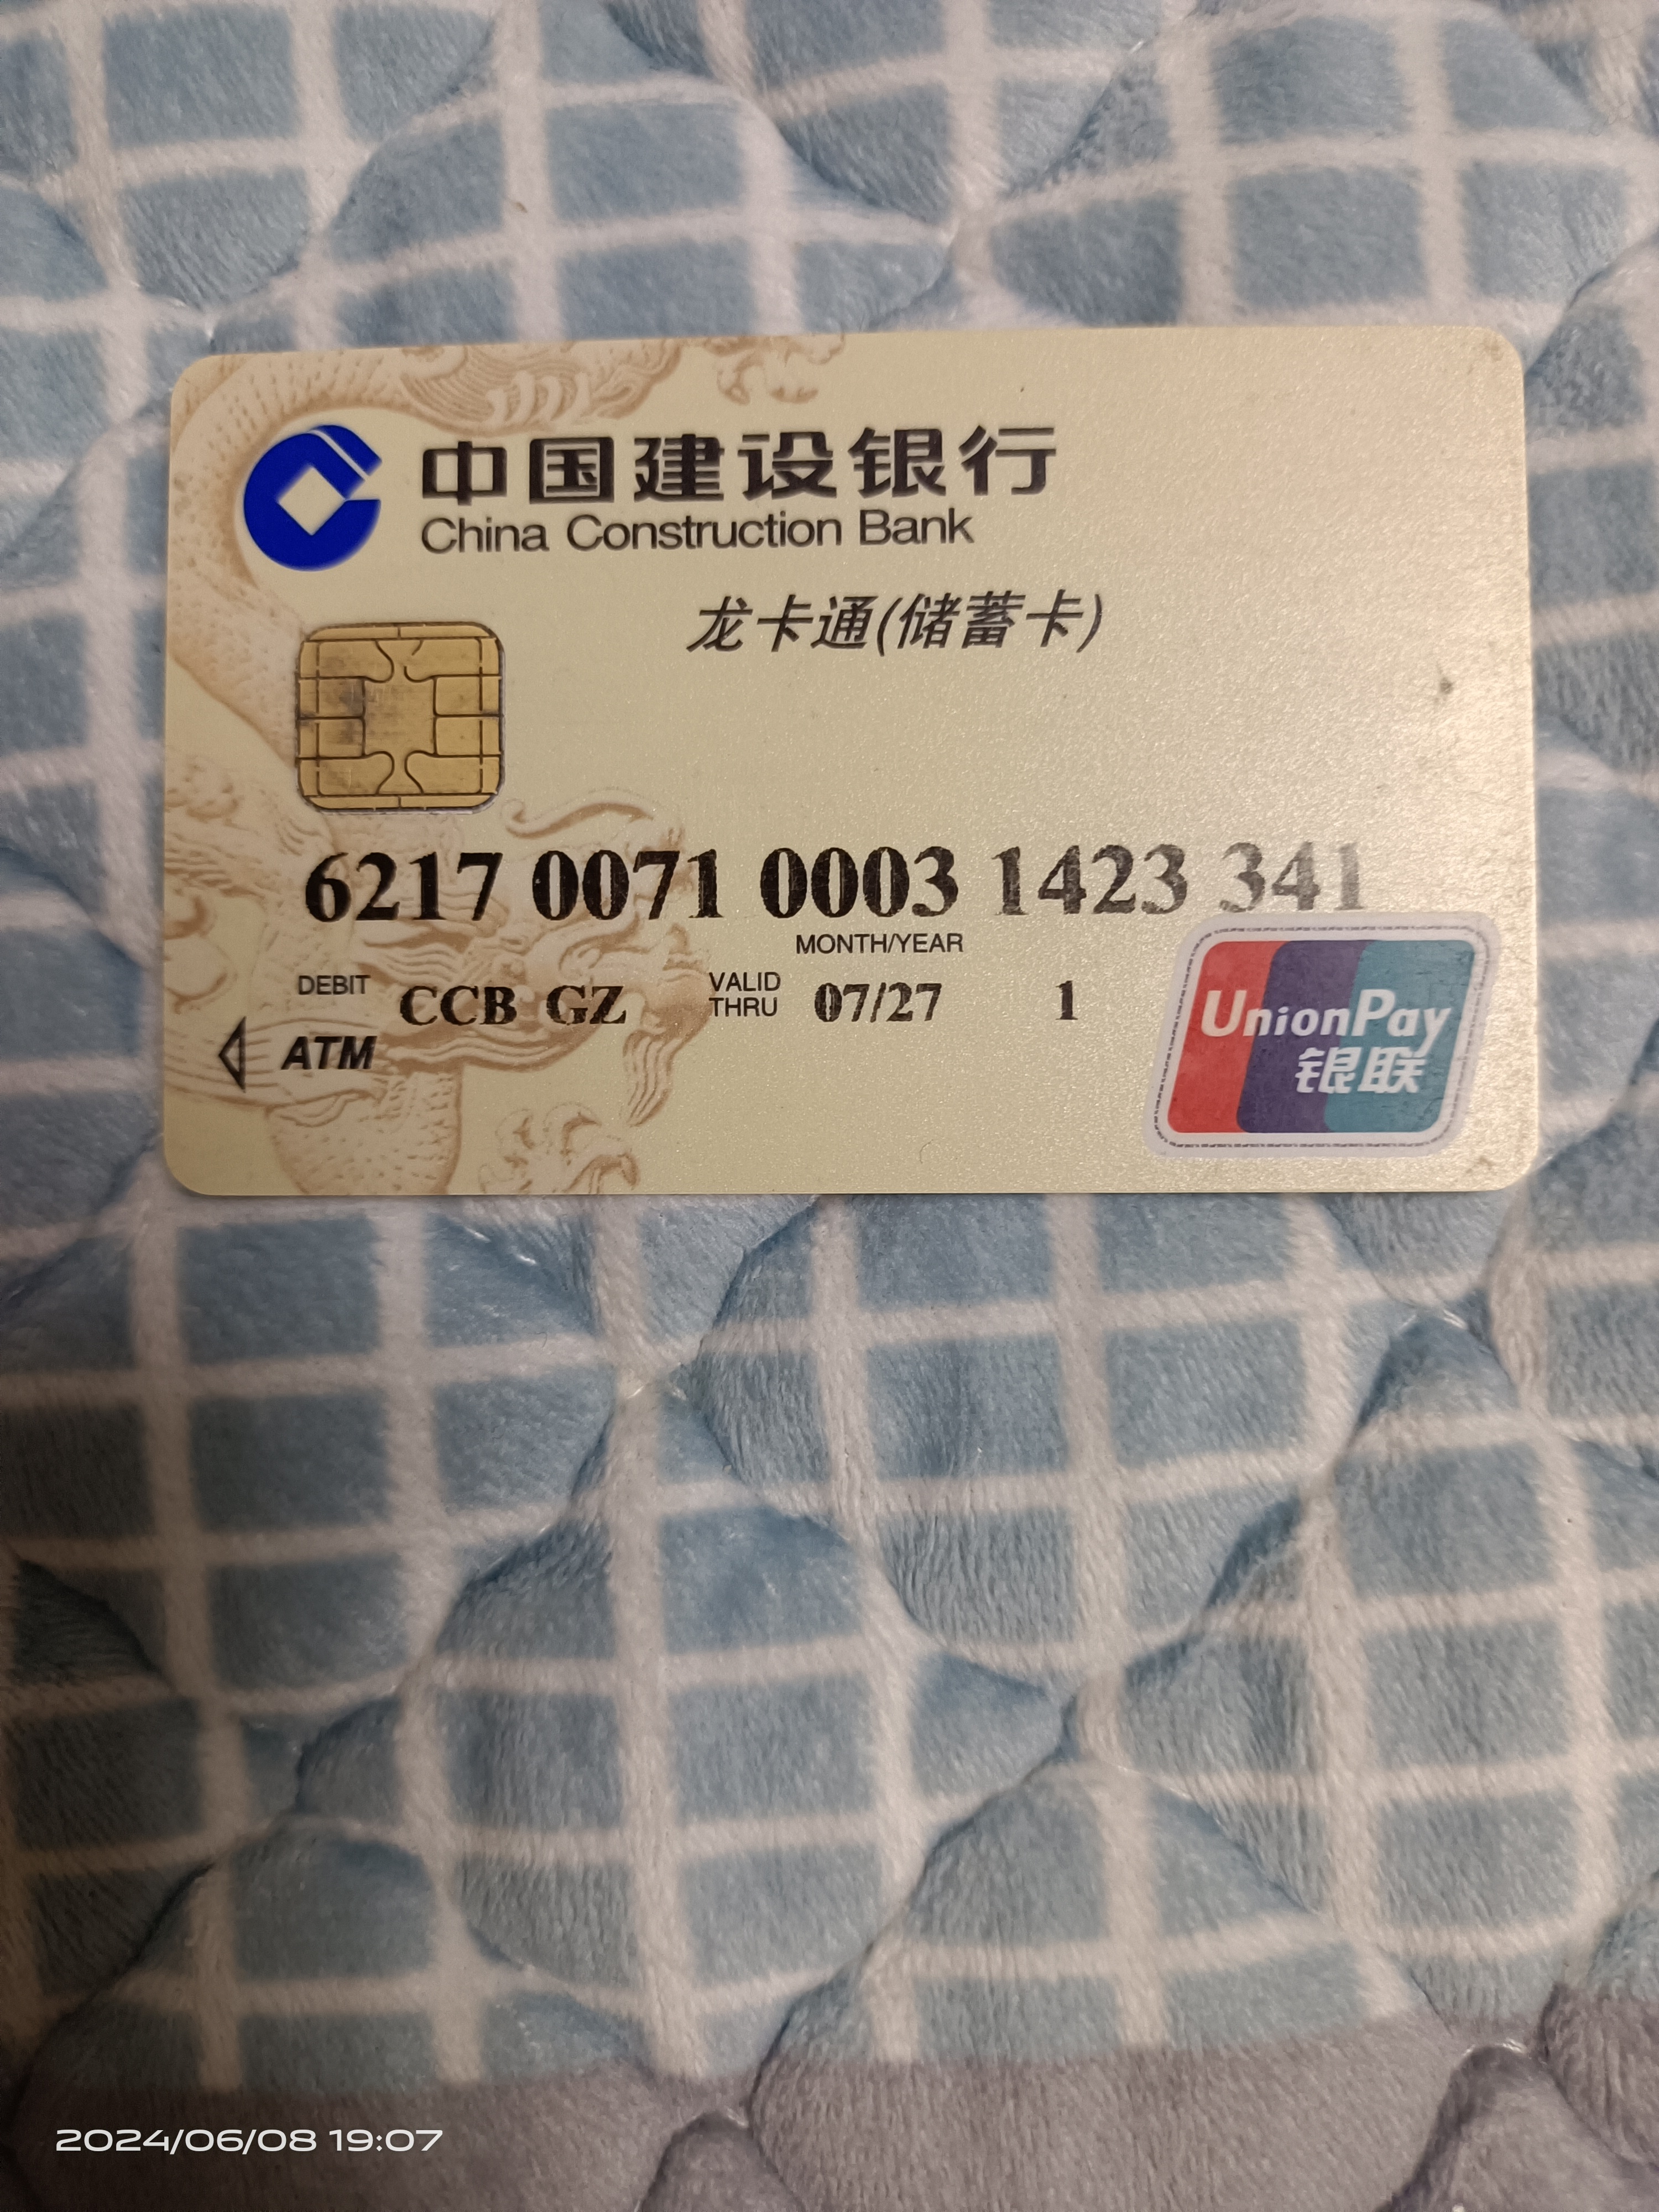 中国建设银行
China Construction Bank
龙卡通(储蓄卡)
6217 0071 0003 1423 341
MONTH/YEAR
DEBIT CCB GZ VALID THRU 07/27 1
ATM
UnionPay
银联
2024/06/08 19:07